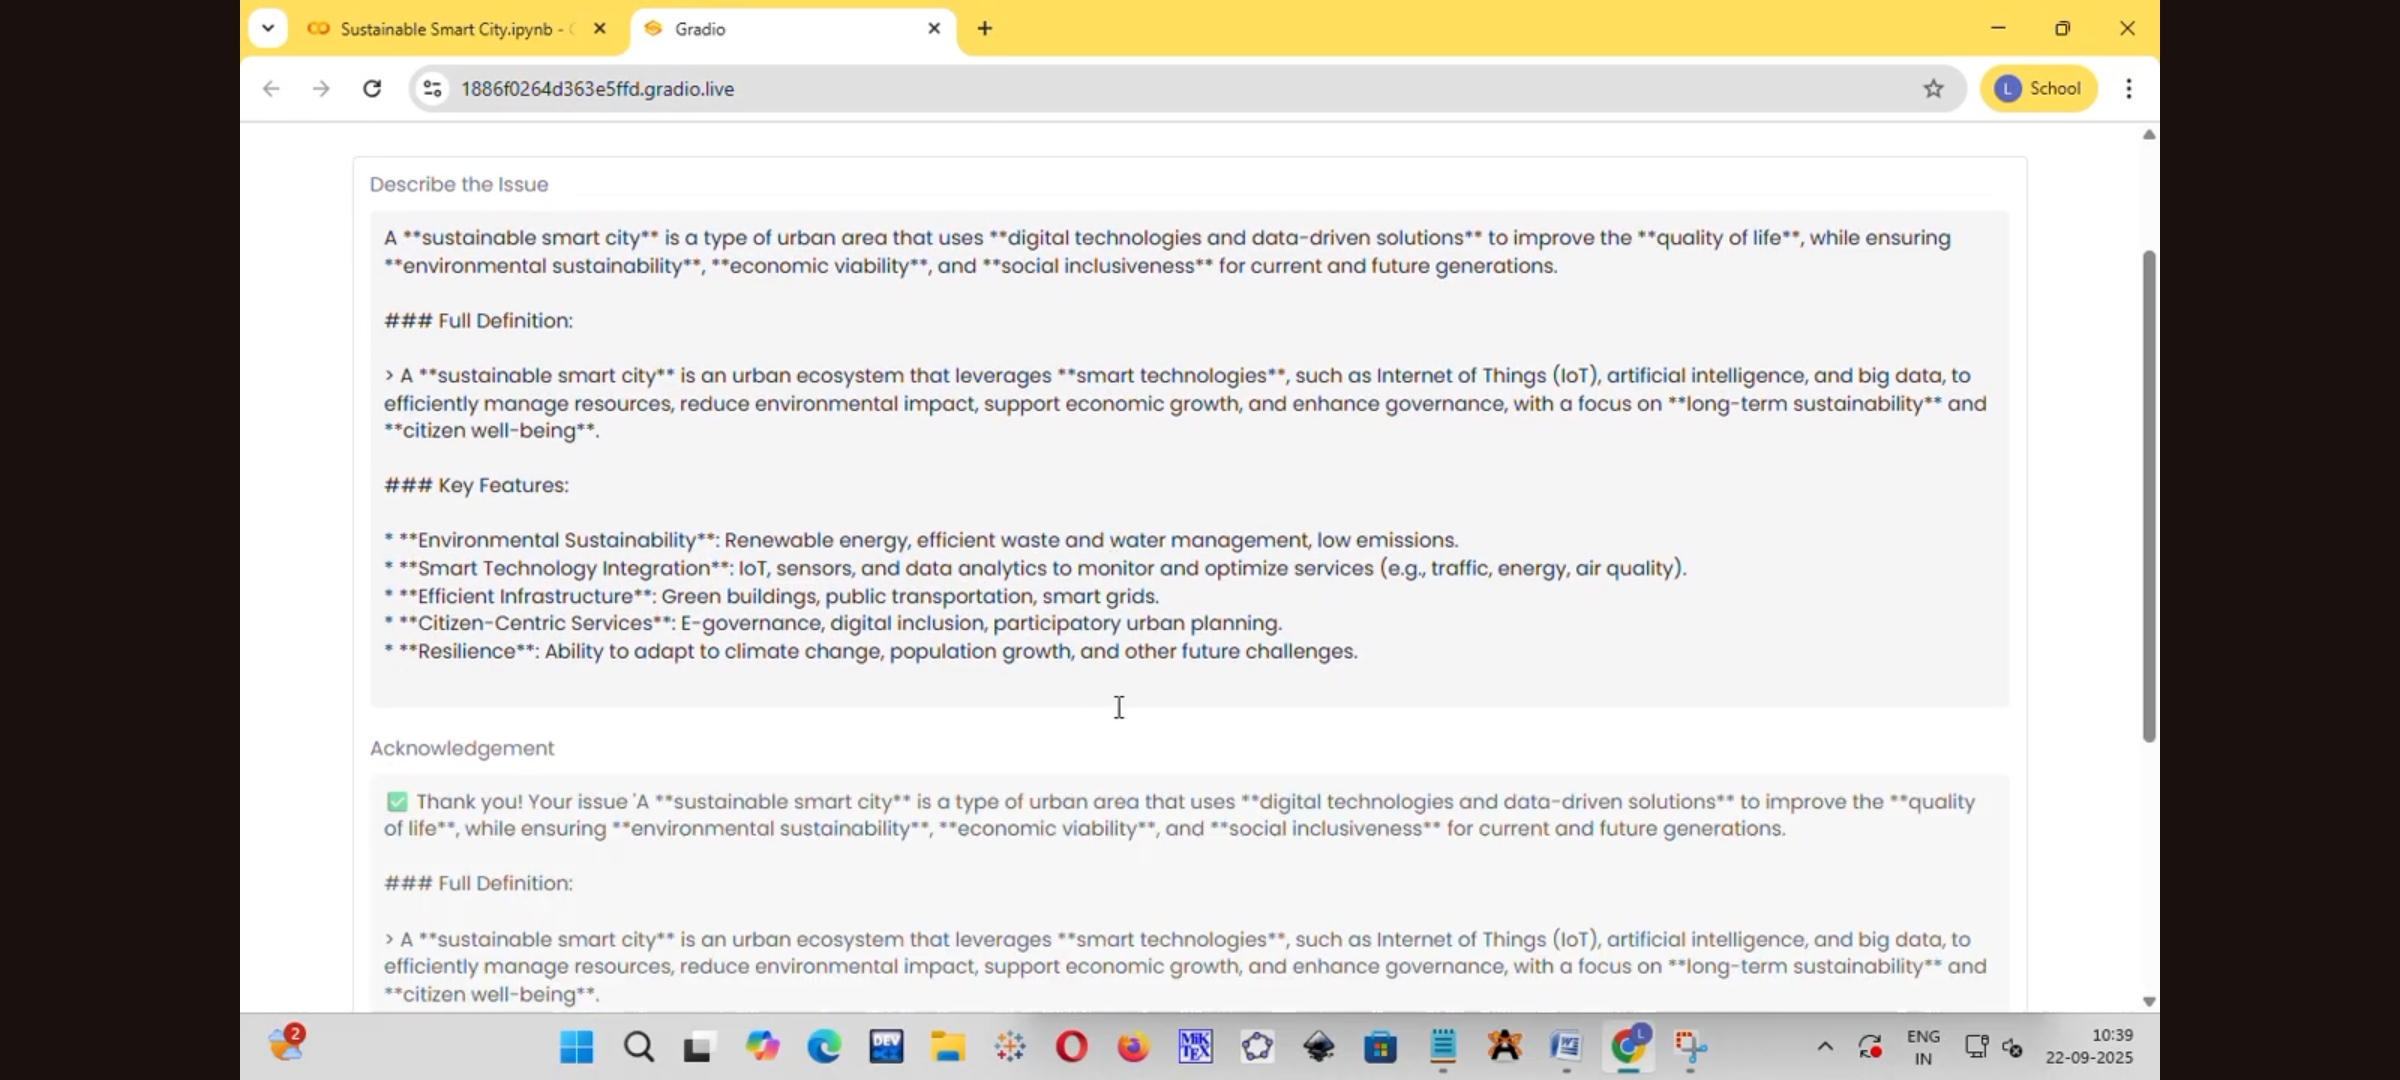 Sustainable Smart City.ipynb -
Gradio
1886f0264d363e5ffd.gradio.live
L School
Describe the Issue
A **sustainable smart city** is a type of urban area that uses **digital technologies and data-driven solutions** to improve the **quality of life**, while ensuring
**environmental sustainability**, **economic viability**, and **social inclusiveness** for current and future generations.
### Full Definition:
> A **sustainable smart city** is an urban ecosystem that leverages **smart technologies**, such as Internet of Things (IoT), artificial intelligence, and big data, to
efficiently manage resources, reduce environmental impact, support economic growth, and enhance governance, with a focus on **long-term sustainability** and
**citizen well-being**.
### Key Features:
* **Environmental Sustainability**: Renewable energy, efficient waste and water management, low emissions.
* **Smart Technology Integration**: IoT, sensors, and data analytics to monitor and optimize services (e.g., traffic, energy, air quality).
* **Efficient Infrastructure**: Green buildings, public transportation, smart grids.
* **Citizen-Centric Services**: E-governance, digital inclusion, participatory urban planning.
* **Resilience**: Ability to adapt to climate change, population growth, and other future challenges.
Acknowledgement
✅ Thank you! Your issue 'A **sustainable smart city** is a type of urban area that uses **digital technologies and data-driven solutions** to improve the **quality
of life**, while ensuring **environmental sustainability**, **economic viability**, and **social inclusiveness** for current and future generations.
### Full Definition:
> A **sustainable smart city** is an urban ecosystem that leverages **smart technologies**, such as Internet of Things (IoT), artificial intelligence, and big data, to
efficiently manage resources, reduce environmental impact, support economic growth, and enhance governance, with a focus on **long-term sustainability** and
**citizen well-being**.
2
DEV
MiK
TEX
W
L
ENG
IN
10:39
22-09-2025